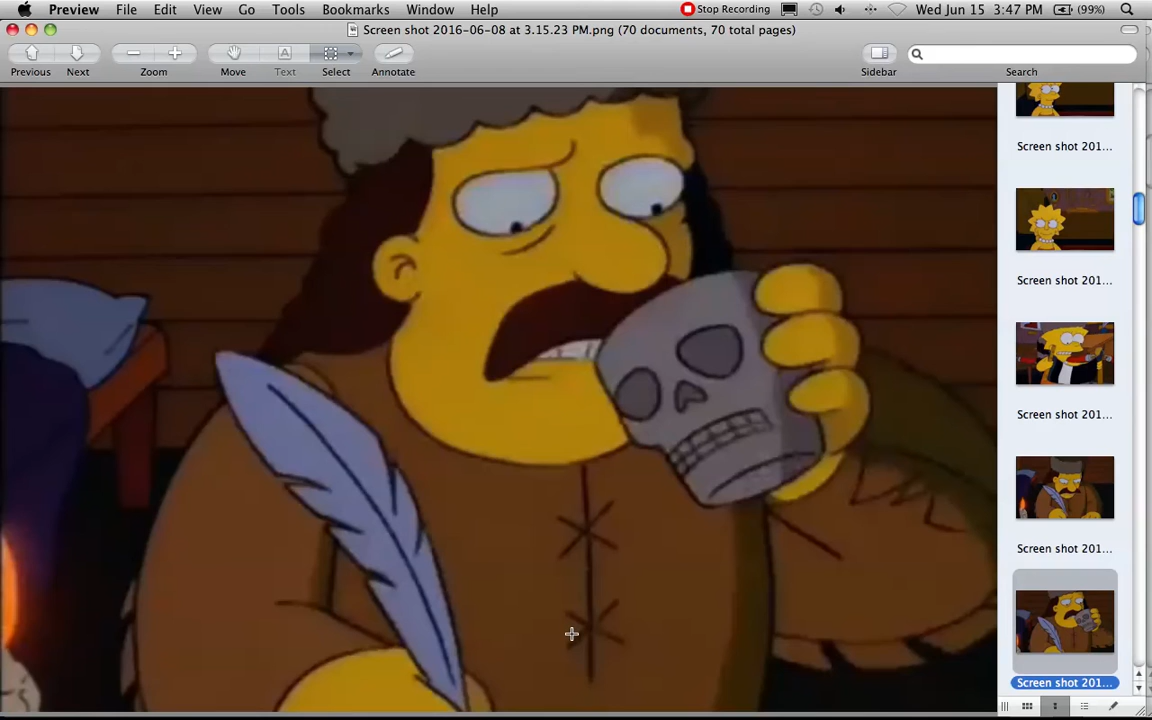 Preview File Edit View Go Tools Bookmarks Window Help Stop Recording Wed Jun 15 3:47 PM (99%)
Screen shot 2016-06-08 at 3.15.23 PM.png (70 documents, 70 total pages)
Previous Next Zoom Move Text Select Annotate Sidebar Search
Screen shot 201...
Screen shot 201...
Screen shot 201...
Screen shot 201...
Screen shot 201...